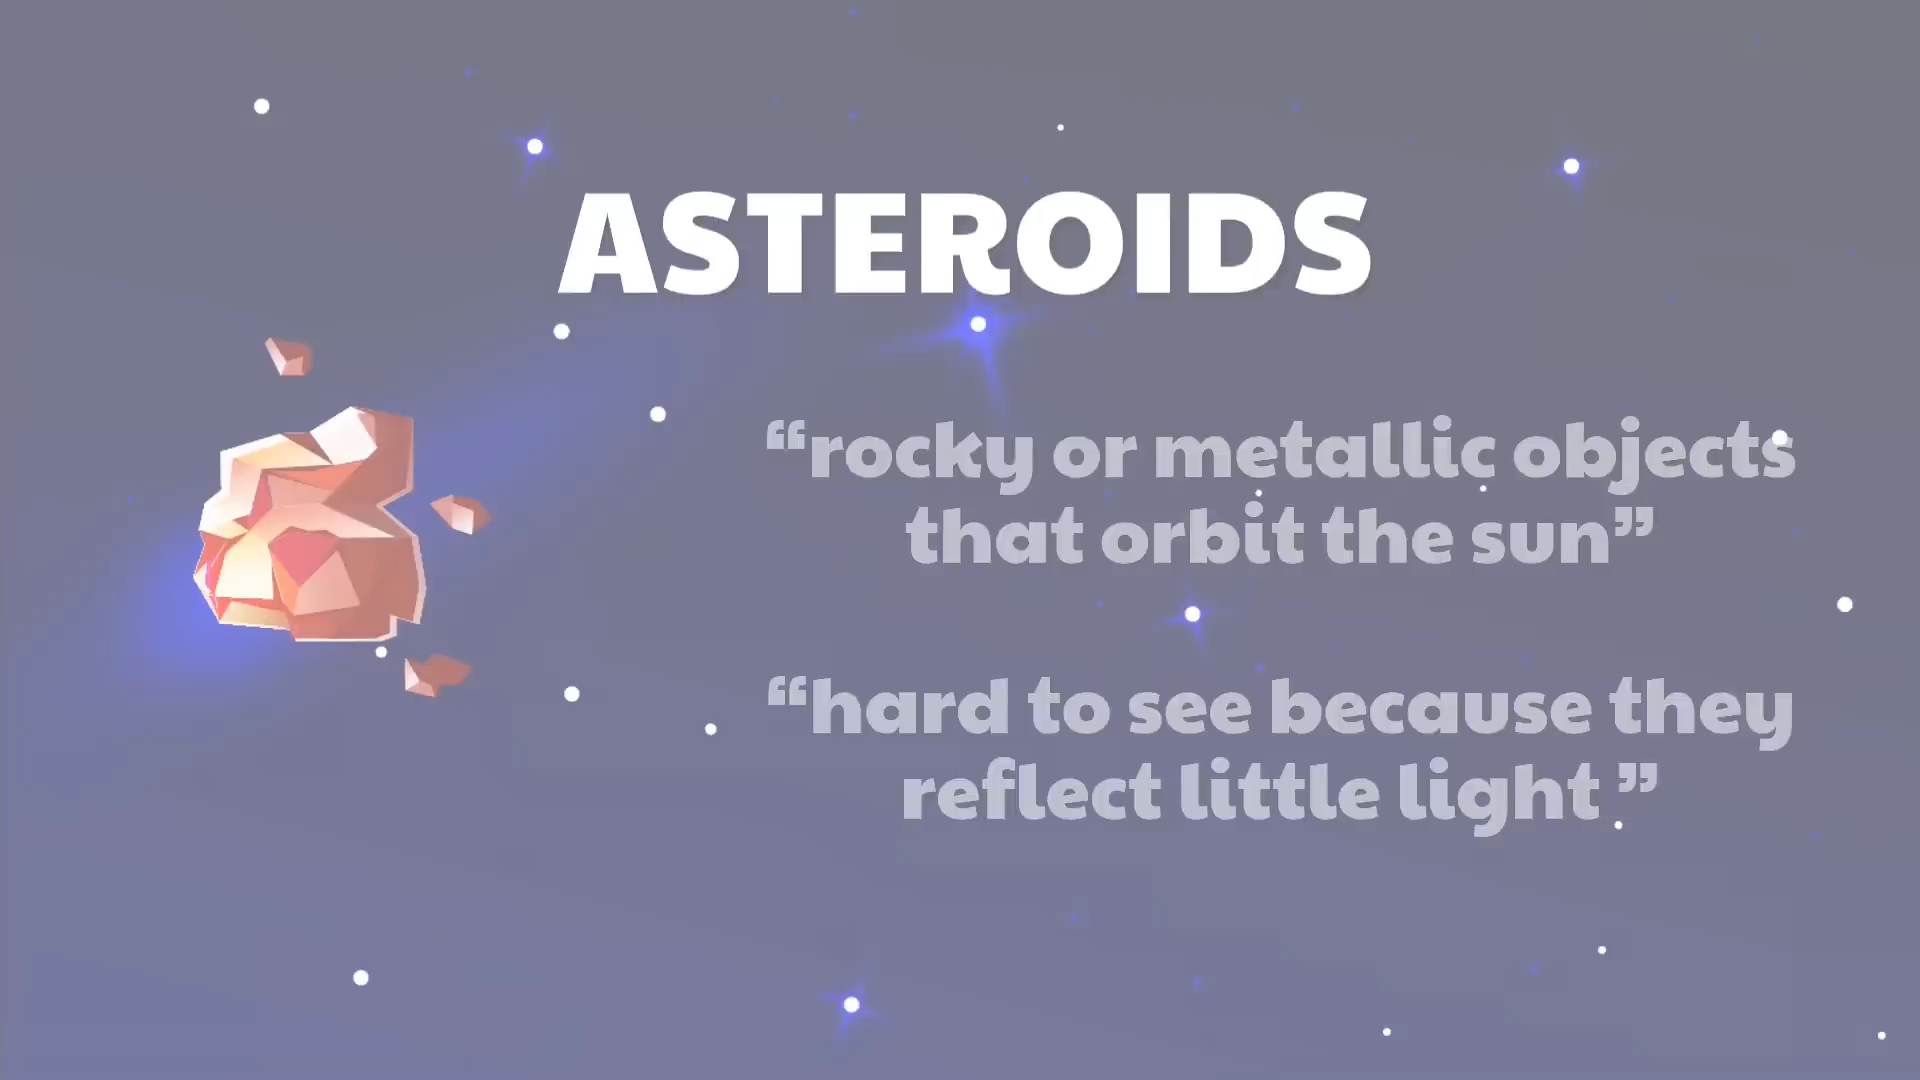 ASTEROIDS
“rocky or metallic objects
that orbit the sun”
“hard to see because they
reflect little light ”